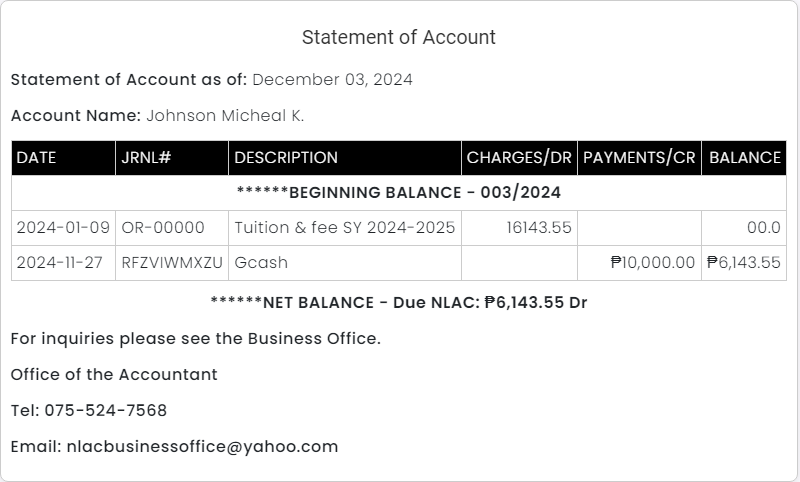 Statement of Account
Statement of Account as of: December 03, 2024
Account Name: Johnson Micheal K.
DATE JRNL# DESCRIPTION CHARGES/DR PAYMENTS/CR BALANCE
******BEGINNING BALANCE - 003/2024
2024-01-09 OR-00000 Tuition & fee SY 2024-2025 16143.55 00.0
2024-11-27 RFZVIWMXZU Gcash ₱10,000.00 ₱6,143.55
******NET BALANCE - Due NLAC: ₱6,143.55 Dr
For inquiries please see the Business Office.
Office of the Accountant
Tel: 075-524-7568
Email: nlacbusinessoffice@yahoo.com